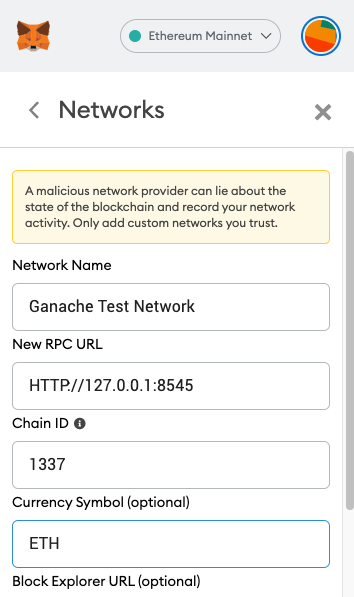 Ethereum Mainnet
Networks
A malicious network provider can lie about the
state of the blockchain and record your network
activity. Only add custom networks you trust.
Network Name
Ganache Test Network
New RPC URL
HTTP://127.0.0.1:8545
Chain ID
1337
Currency Symbol (optional)
ETH
Block Explorer URL (optional)